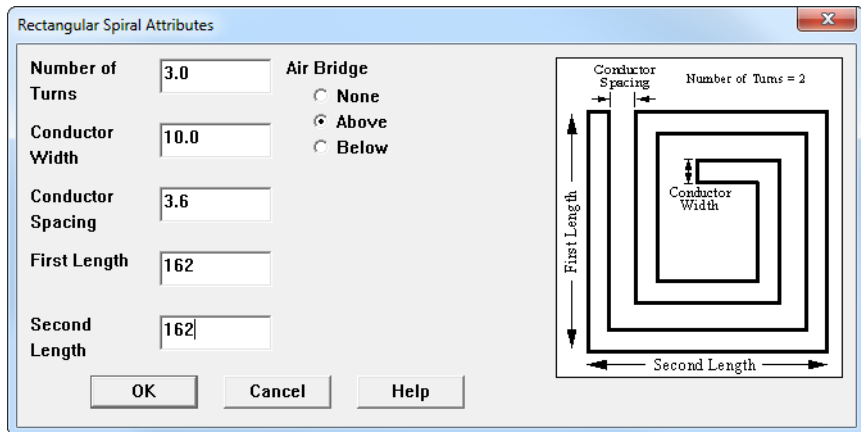 Rectangular Spiral Attributes
Number of
Turns
3.0
Air Bridge
None
Above
Below
Conductor
Width
10.0
Conductor
Spacing
3.6
First Length
162
Second
Length
162
OK
Cancel
Help
Conductor
Spacing
Number of Turns = 2
First Length
Conductor
Width
Second Length